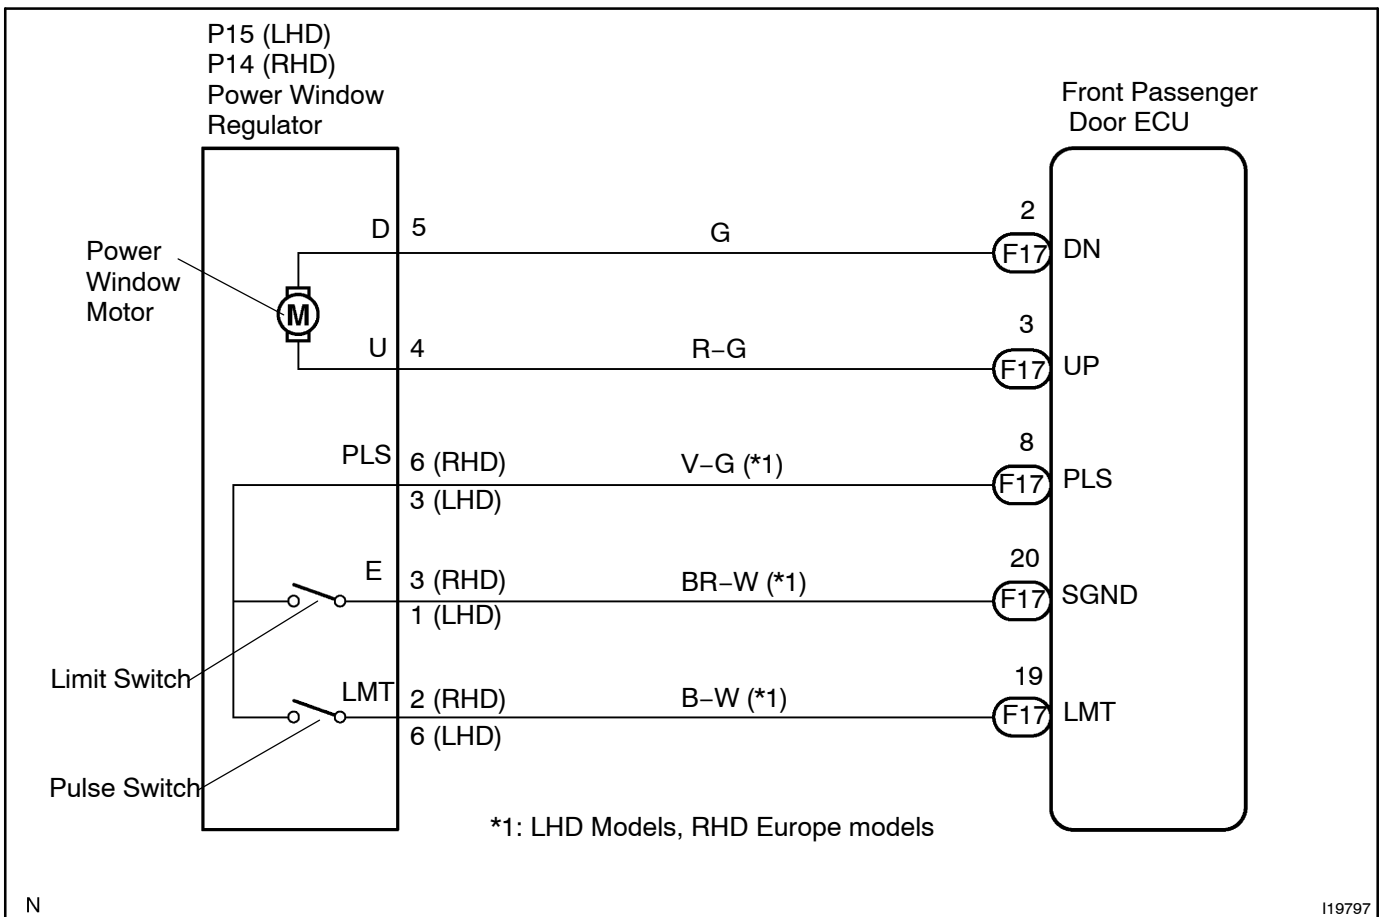 P15 (LHD)
P14 (RHD)
Power Window
Regulator
Front Passenger
Door ECU
Power
Window
Motor
M
D
5
G
2
F17
DN
U
4
R−G
3
F17
UP
PLS
6 (RHD)
3 (LHD)
V−G (*1)
8
F17
PLS
E
3 (RHD)
1 (LHD)
BR−W (*1)
20
F17
SGND
Limit Switch
LMT
2 (RHD)
6 (LHD)
B−W (*1)
19
F17
LMT
Pulse Switch
*1: LHD Models, RHD Europe models
N
I19797